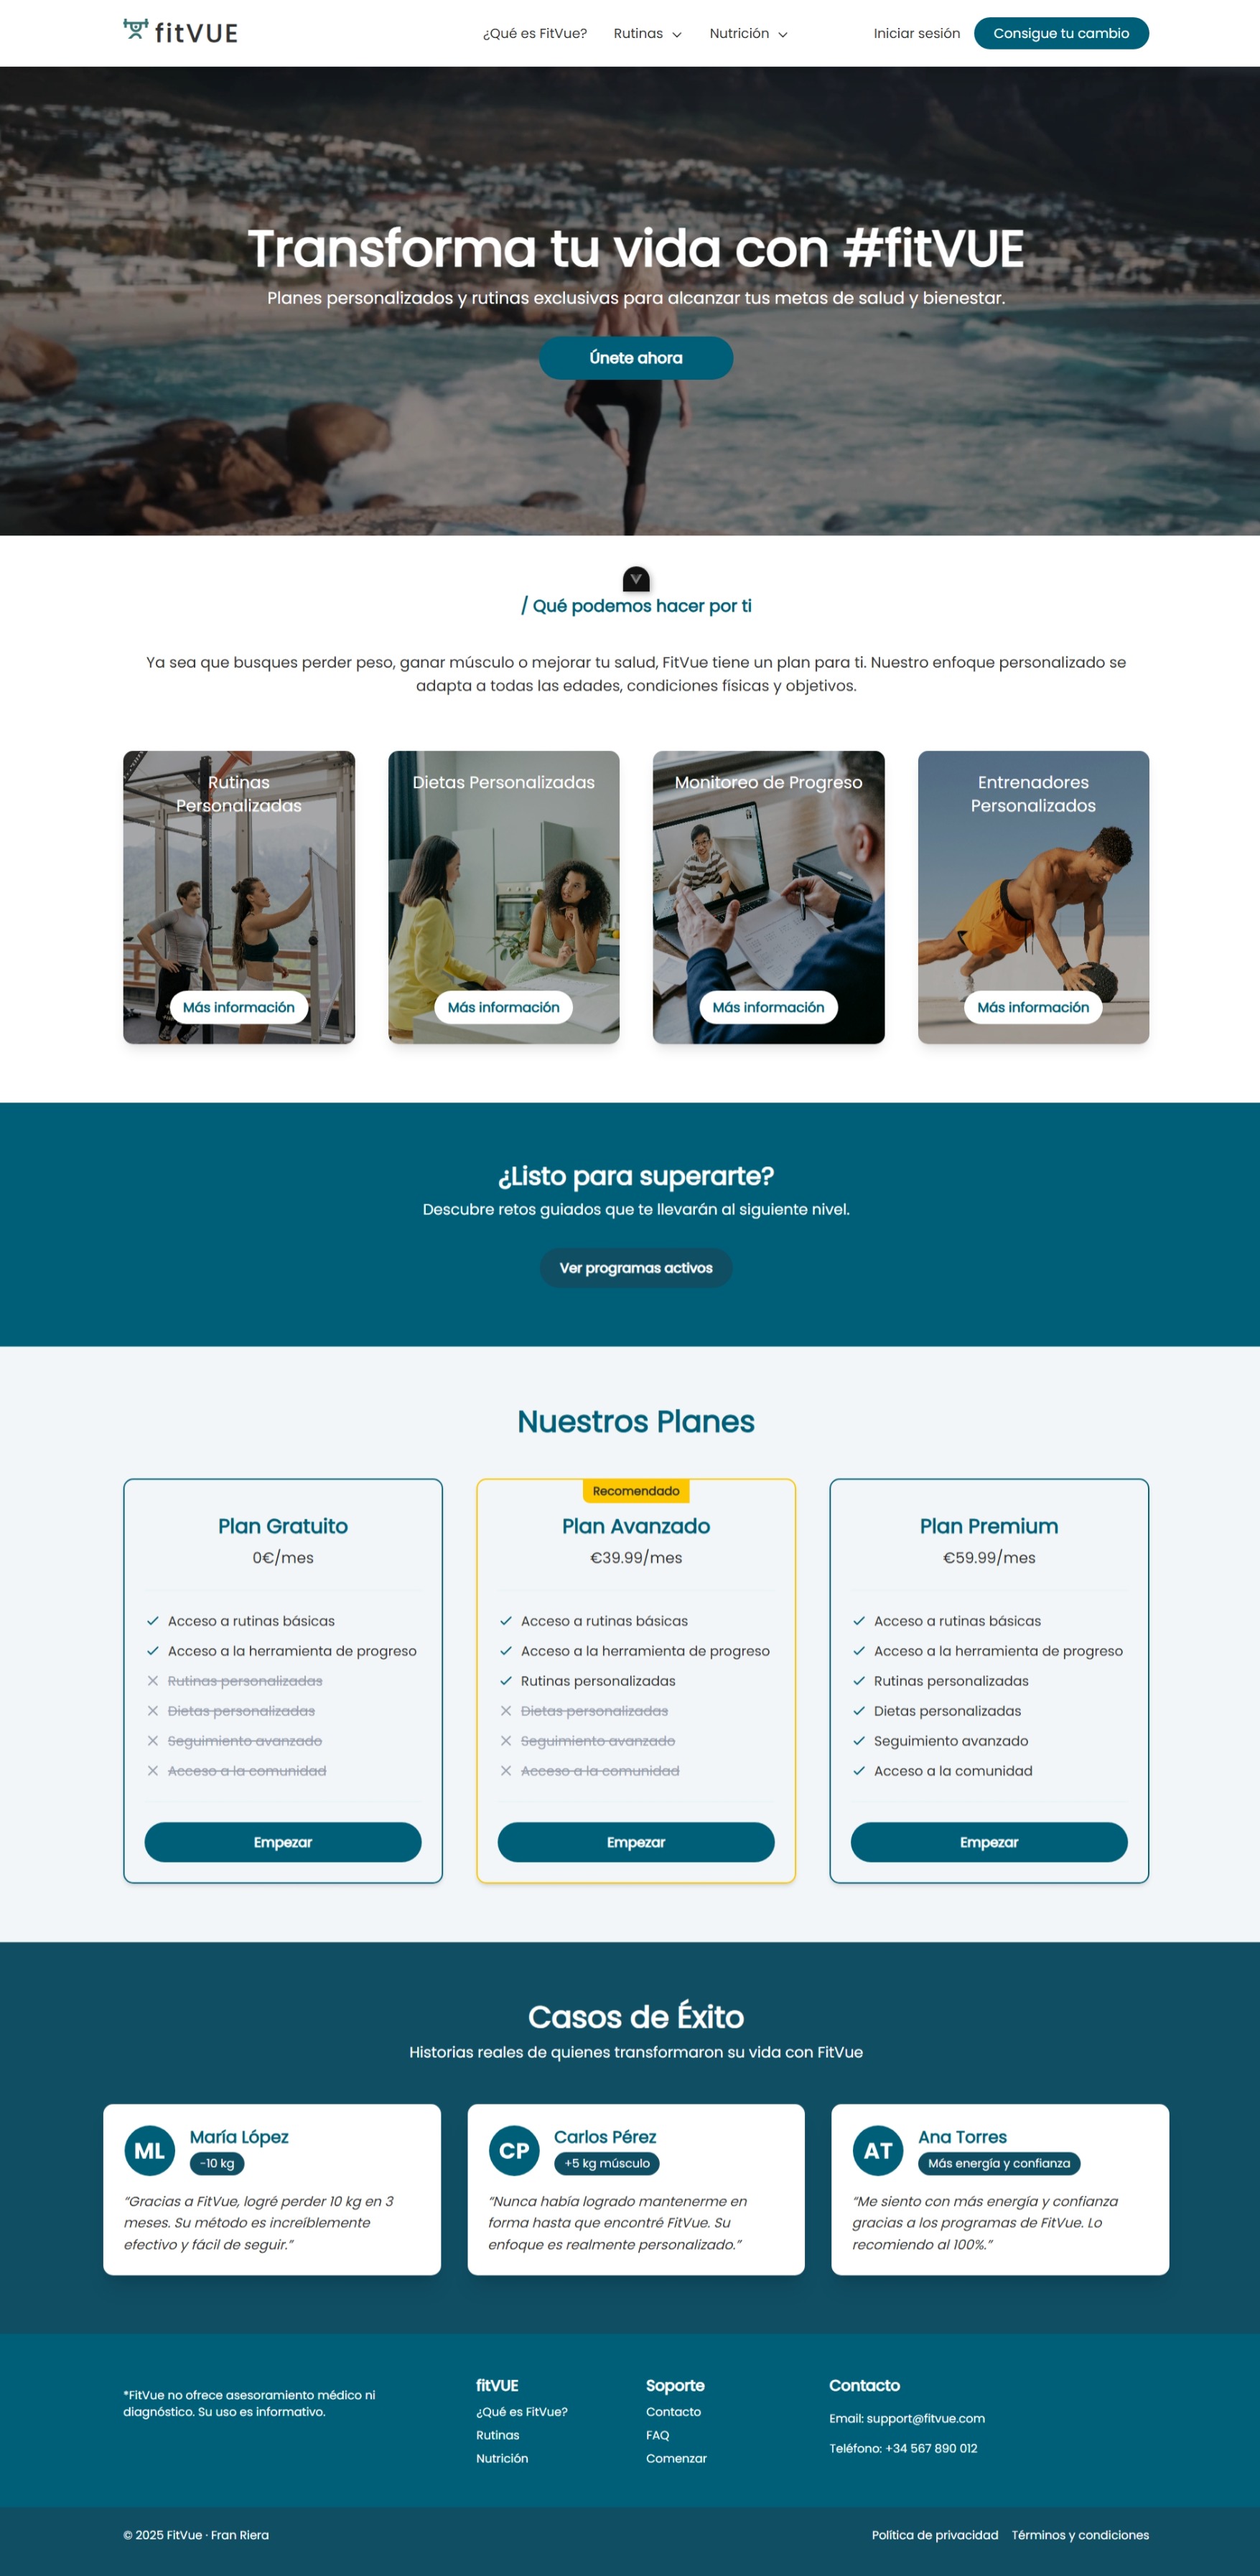 fitVUE
¿Qué es FitVue?
Rutinas
Nutrición
Iniciar sesión
Consigue tu cambio
Transforma tu vida con #fitVUE
Planes personalizados y rutinas exclusivas para alcanzar tus metas de salud y bienestar.
Únete ahora
/ Qué podemos hacer por ti
Ya sea que busques perder peso, ganar músculo o mejorar tu salud, FitVue tiene un plan para ti. Nuestro enfoque personalizado se
adapta a todas las edades, condiciones físicas y objetivos.
Rutinas
Personalizadas
Más información
Dietas Personalizadas
Más información
Monitoreo de Progreso
Más información
Entrenadores
Personalizados
Más información
¿Listo para superarte?
Descubre retos guiados que te llevarán al siguiente nivel.
Ver programas activos
Nuestros Planes
Plan Gratuito
0€/mes
Acceso a rutinas básicas
Acceso a la herramienta de progreso
Rutinas personalizadas
Dietas personalizadas
Seguimiento avanzado
Acceso a la comunidad
Empezar
Recomendado
Plan Avanzado
€39.99/mes
Acceso a rutinas básicas
Acceso a la herramienta de progreso
Rutinas personalizadas
Dietas personalizadas
Seguimiento avanzado
Acceso a la comunidad
Empezar
Plan Premium
€59.99/mes
Acceso a rutinas básicas
Acceso a la herramienta de progreso
Rutinas personalizadas
Dietas personalizadas
Seguimiento avanzado
Acceso a la comunidad
Empezar
Casos de Éxito
Historias reales de quienes transformaron su vida con FitVue
ML
María López
-10 kg
“Gracias a FitVue, logré perder 10 kg en 3
meses. Su método es increíblemente
efectivo y fácil de seguir.”
CP
Carlos Pérez
+5 kg músculo
“Nunca había logrado mantenerme en
forma hasta que encontré FitVue. Su
enfoque es realmente personalizado.”
AT
Ana Torres
Más energía y confianza
“Me siento con más energía y confianza
gracias a los programas de FitVue. Lo
recomiendo al 100%.”
*FitVue no ofrece asesoramiento médico ni
diagnóstico. Su uso es informativo.
fitVUE
¿Qué es FitVue?
Rutinas
Nutrición
Soporte
Contacto
FAQ
Comenzar
Contacto
Email: support@fitvue.com
Teléfono: +34 567 890 012
© 2025 FitVue · Fran Riera
Política de privacidad
Términos y condiciones